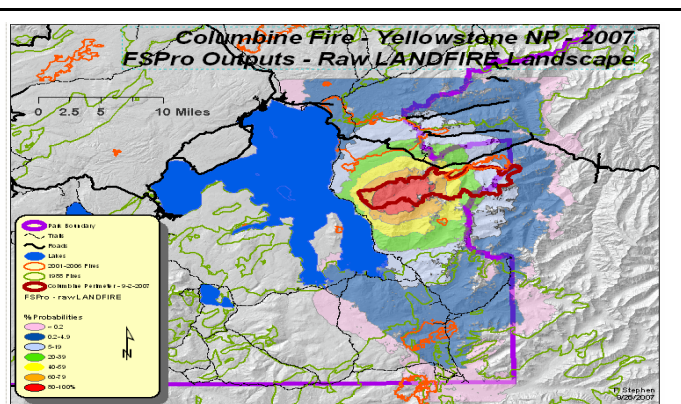 Columbine Fire - Yellowstone NP - 2007
FSPro Outputs - Raw LANDFIRE Landscape
0 2.5 5 10 Miles
Park Boundary
Trails
Roads
Lakes
2001-2006 Fires
1988 Fires
Columbine Perimeter - 9-2-2007
FSPro - raw LANDFIRE
% Probabilities
< 0.2
0.2-4.9
5-19
20-39
40-59
60-79
80-100%
N
P. Stephen
9/26/2007